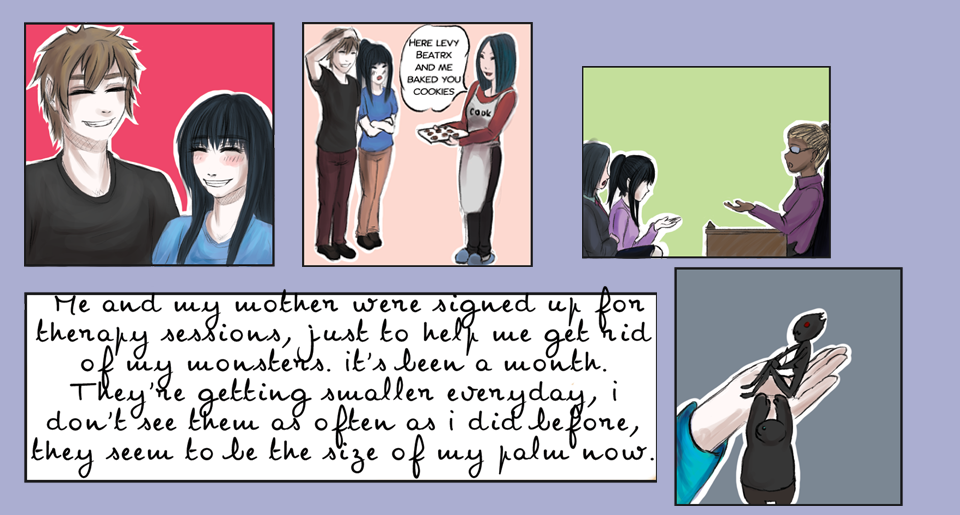 HERE LEVY
BEATRX
AND ME
BAKED YOU
COOKIES
COOK
Me and my mother were signed up for
therapy sessions, just to help me get rid
of my monsters. it's been a month.
They're getting smaller everyday, i
don't see them as often as i did before,
they seem to be the size of my palm now.